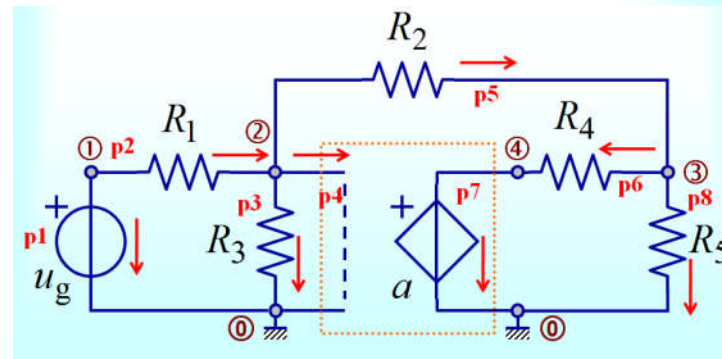 R2
p5
① p2 R1 ② ④ R4
③
p4 p7 p6 p8
p3
+ +
p1 R3 R5
ug a
⓪ ⓪